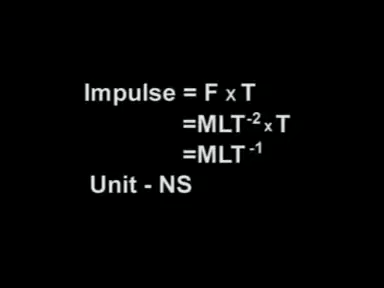 Impulse = F x T
=MLT⁻² x T
=MLT⁻¹
Unit - NS